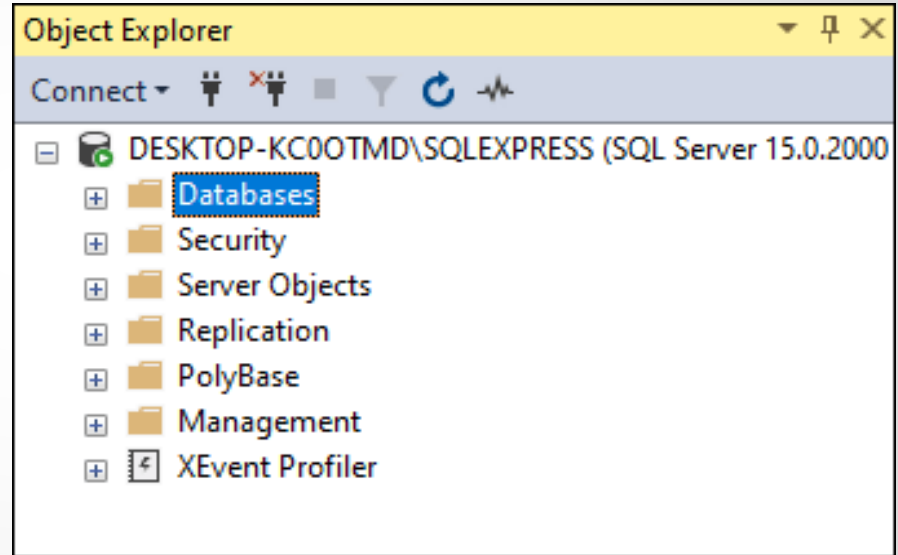 Object Explorer
Connect
DESKTOP-KC0OTMD\SQLEXPRESS (SQL Server 15.0.2000
Databases
Security
Server Objects
Replication
PolyBase
Management
XEvent Profiler